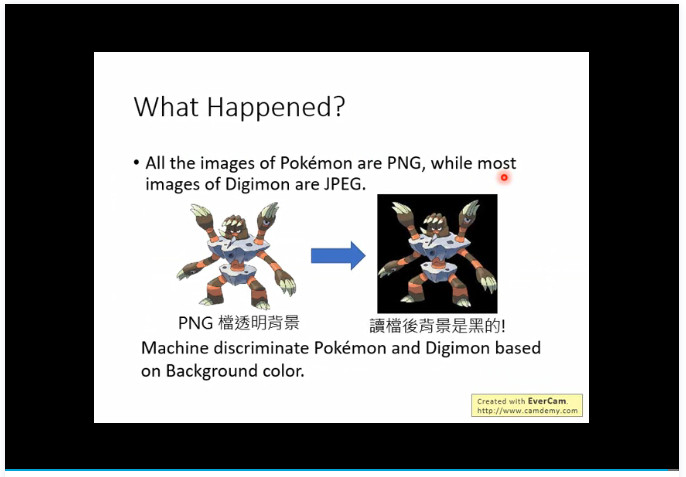 What Happened?
• All the images of Pokémon are PNG, while most
images of Digimon are JPEG.
PNG 檔透明背景
讀檔後背景是黑的!
Machine discriminate Pokémon and Digimon based
on Background color.
Created with EverCam.
http://www.camdemy.com